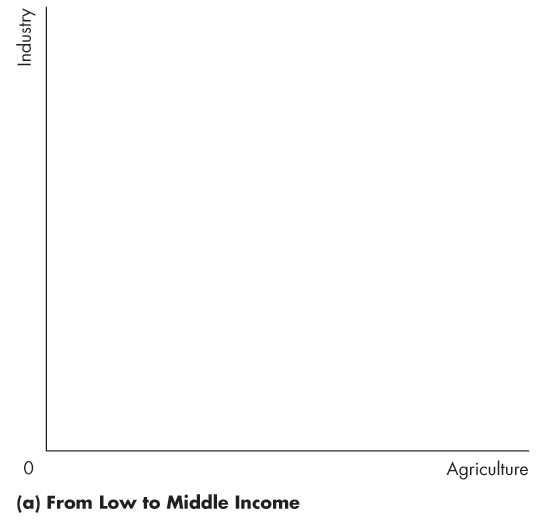 Industry
0
Agriculture
(a) From Low to Middle Income